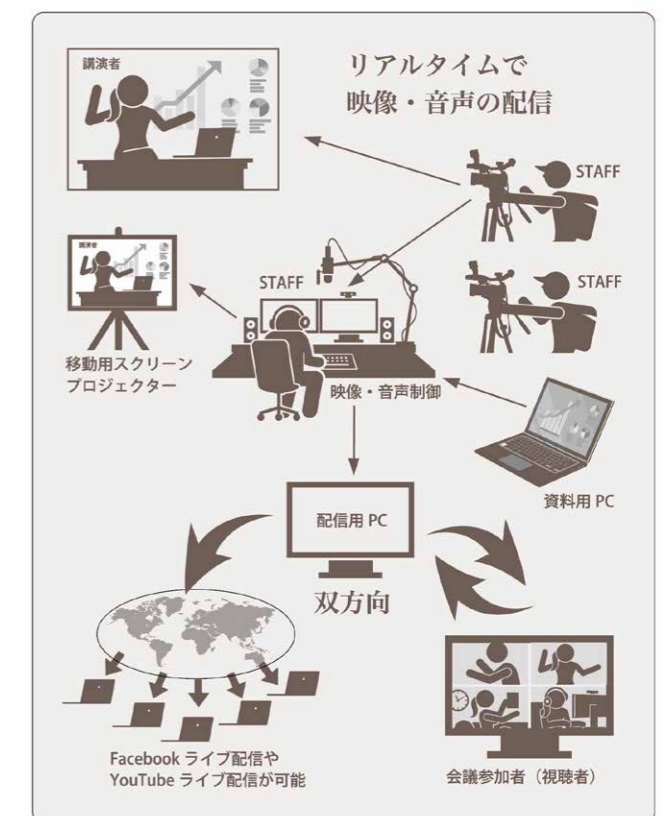 講演者
リアルタイムで
映像・音声の配信
STAFF
講演者
STAFF
STAFF
移動用スクリーン
プロジェクター
映像・音声制御
資料用 PC
配信用 PC
双方向
Facebook ライブ配信や
YouTube ライブ配信が可能
会議参加者（視聴者）